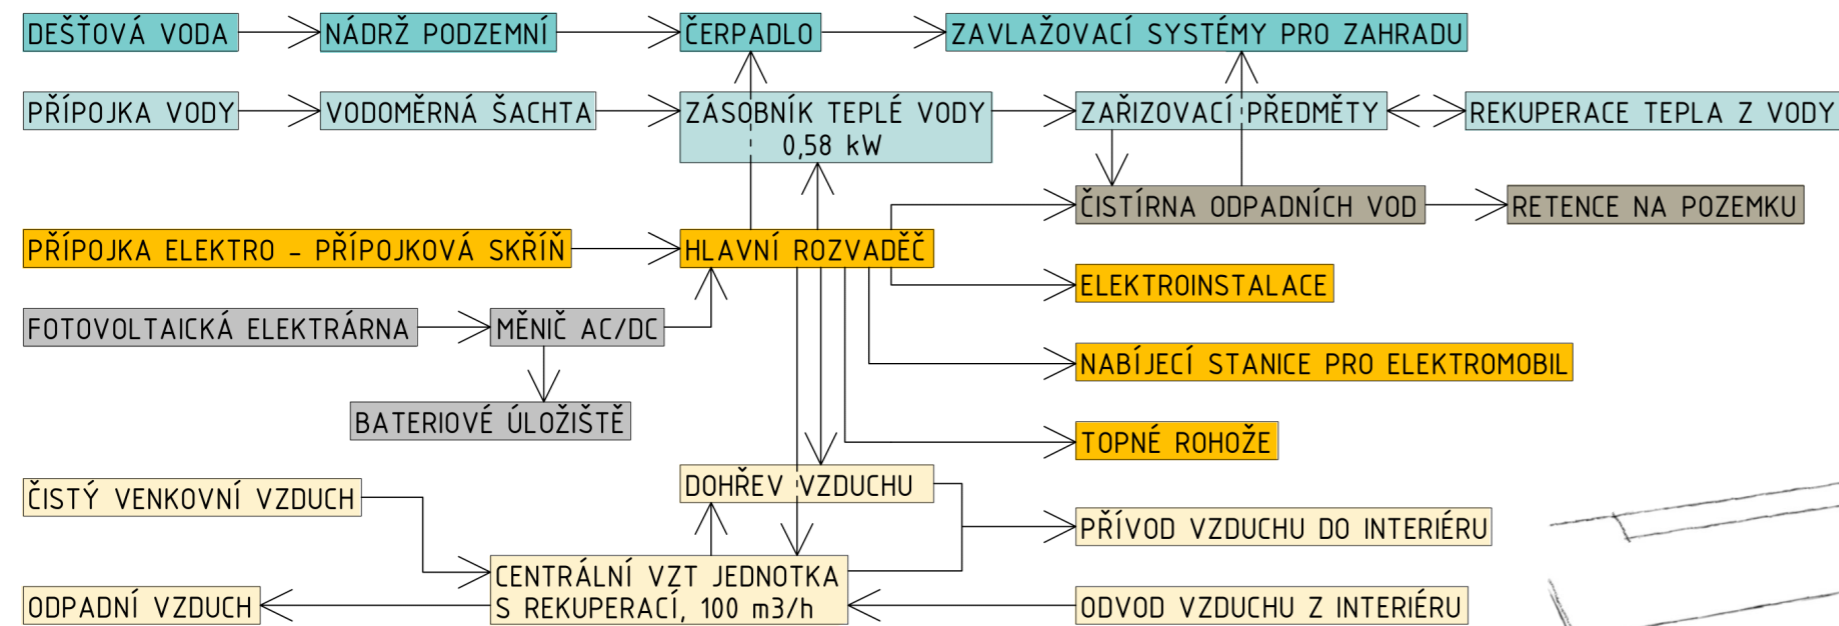 DEŠŤOVÁ VODA
NÁDRŽ PODZEMNÍ
ČERPADLO
ZAVLAŽOVACÍ SYSTÉMY PRO ZAHRADU
PŘÍPOJKA VODY
VODOMĚRNÁ ŠACHTA
ZÁSOBNÍK TEPLÉ VODY
0,58 kW
ZAŘIZOVACÍ PŘEDMĚTY
REKUPERACE TEPLA Z VODY
ČISTÍRNA ODPADNÍCH VOD
RETENCE NA POZEMKU
PŘÍPOJKA ELEKTRO - PŘÍPOJKOVÁ SKŘÍŇ
HLAVNÍ ROZVADĚČ
ELEKTROINSTALACE
FOTOVOLTAICKÁ ELEKTRÁRNA
MĚNIČ AC/DC
NABÍJECÍ STANICE PRO ELEKTROMOBIL
BATERIOVÉ ÚLOŽIŠTĚ
TOPNÉ ROHOŽE
ČISTÝ VENKOVNÍ VZDUCH
DOHŘEV VZDUCHU
PŘÍVOD VZDUCHU DO INTERIÉRU
CENTRÁLNÍ VZT JEDNOTKA
S REKUPERACÍ, 100 m3/h
ODPADNÍ VZDUCH
ODVOD VZDUCHU Z INTERIÉRU